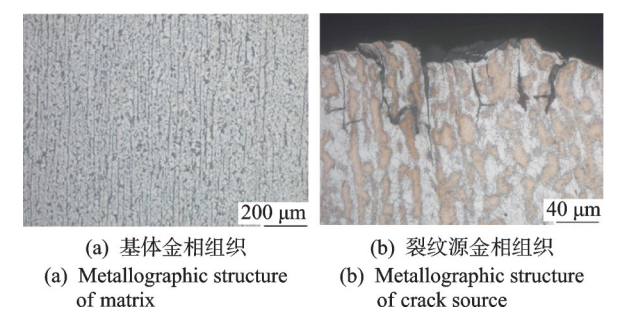 200 μm
40 μm
(a) 基体金相组织
(a) Metallographic structure
of matrix
(b) 裂纹源金相组织
(b) Metallographic structure
of crack source